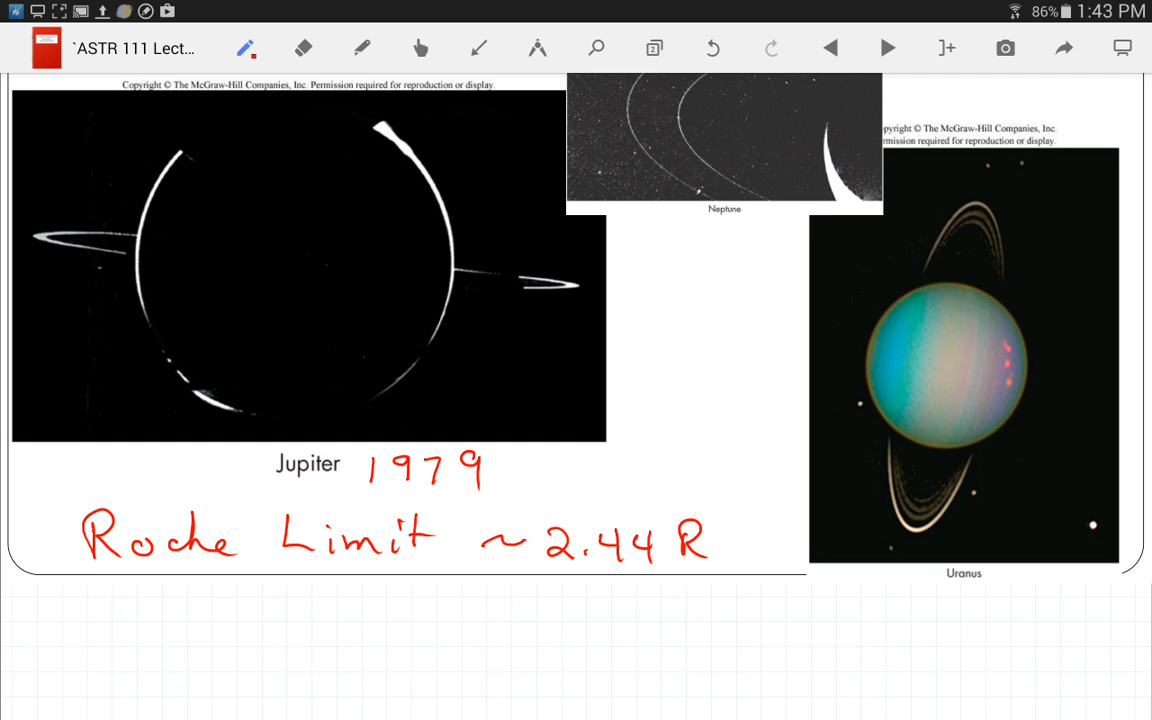 86% 1:43 PM
`ASTR 111 Lect...
2
Copyright © The McGraw-Hill Companies, Inc. Permission required for reproduction or display.
Neptune
pyright © The McGraw-Hill Companies, Inc.
rmission required for reproduction or display.
Jupiter 1979
Roche Limit ~ 2.44 R
Uranus